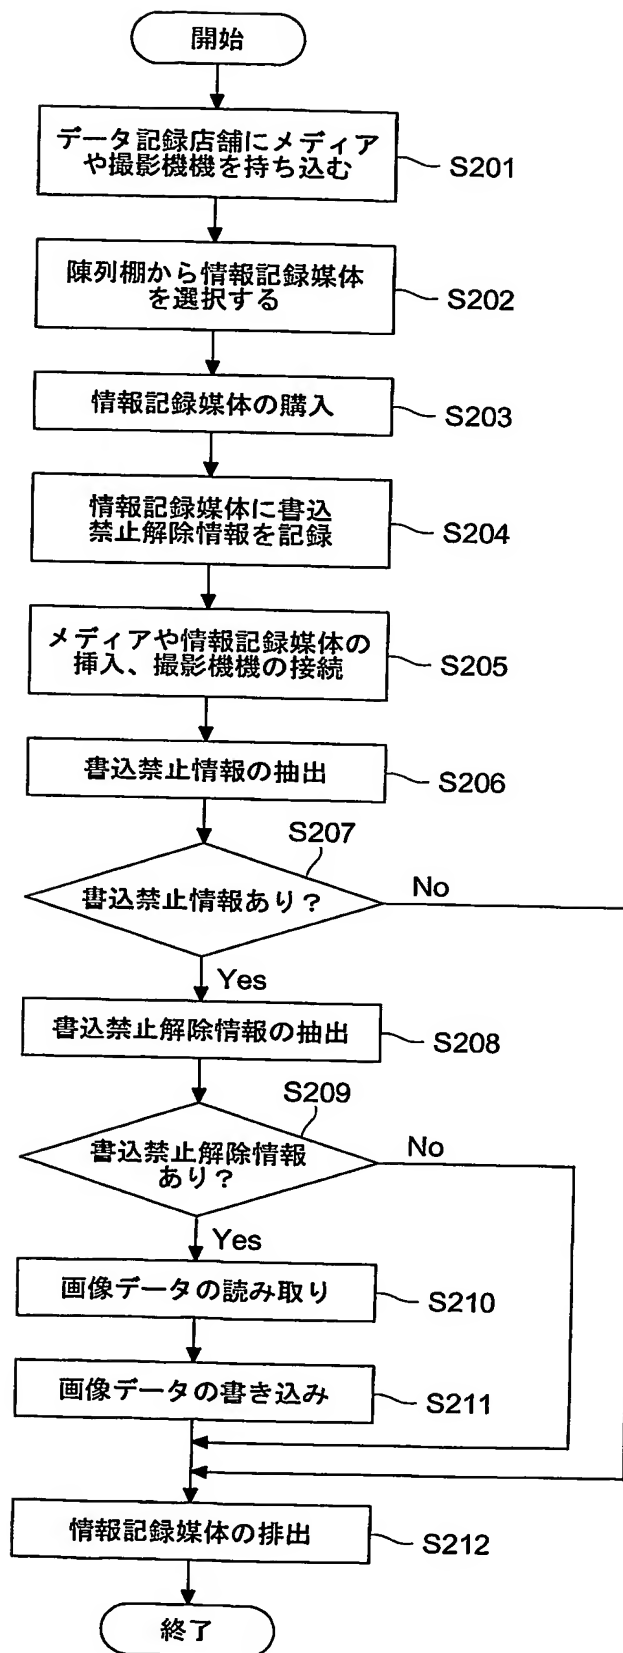 開始
データ記録店舗にメディア
や撮影機機を持ち込む
S201
陳列棚から情報記録媒体
を選択する
S202
情報記録媒体の購入
S203
情報記録媒体に書込
禁止解除情報を記録
S204
メディアや情報記録媒体の
挿入、撮影機機の接続
S205
書込禁止情報の抽出
S206
S207
書込禁止情報あり？
No
Yes
書込禁止解除情報の抽出
S208
S209
書込禁止解除情報
あり？
No
Yes
画像データの読み取り
S210
画像データの書き込み
S211
情報記録媒体の排出
S212
終了